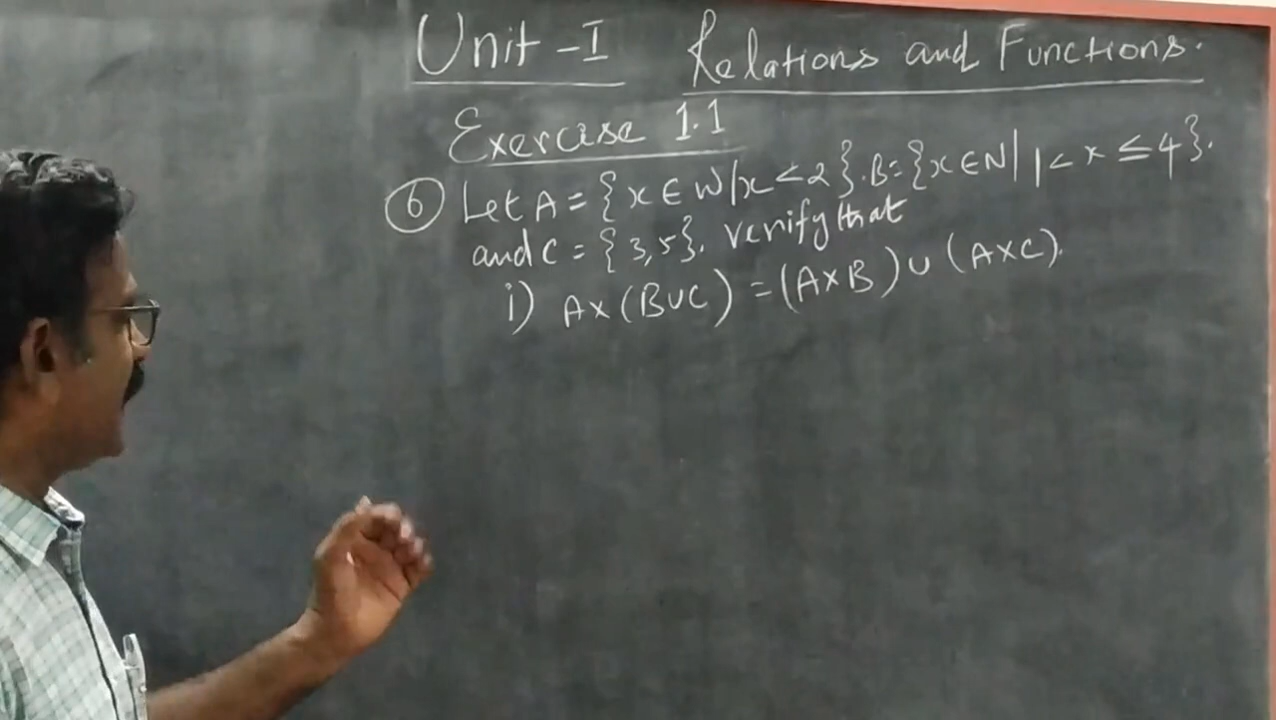 Unit - I Relations and Functions.
Exercise 1.1
6 Let A = {x ∈ W/x < 2}. B = {x ∈ N| 1 < x ≤ 4}.
and C = {3,5}. verify that
i) A×(B∪C) = (A×B)∪(A×C).